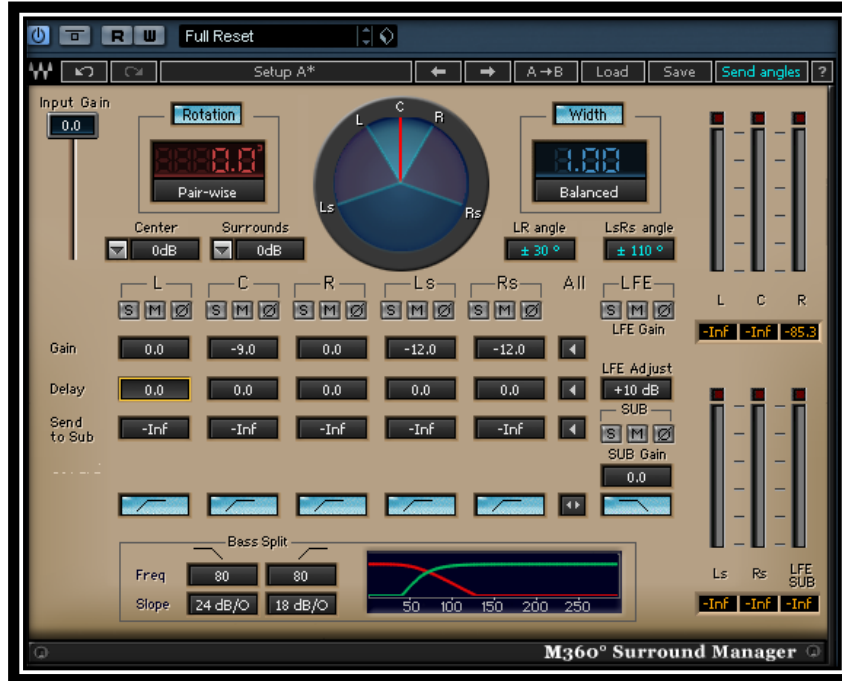 R W Full Reset
Setup A* A→B Load Save Send angles ?
Input Gain
0.0
Rotation
0.0°
Pair-wise
C
L R
Ls Rs
Width
1.00
Balanced
Center Surrounds
0dB 0dB
LR angle LsRs angle
± 30 ° ± 110 °
L C R Ls Rs All LFE
S M Ø S M Ø S M Ø S M Ø S M Ø S M Ø
LFE Gain
Gain 0.0 -9.0 0.0 -12.0 -12.0
LFE Adjust
Delay 0.0 0.0 0.0 0.0 0.0 +10 dB
SUB
Send
to Sub -Inf -Inf -Inf -Inf -Inf S M Ø
SUB Gain
0.0
Bass Split
Freq 80 80
Slope 24 dB/O 18 dB/O
50 100 150 200 250
L C R
-Inf -Inf -85.3
Ls Rs LFE
SUB
-Inf -Inf -Inf
M360° Surround Manager